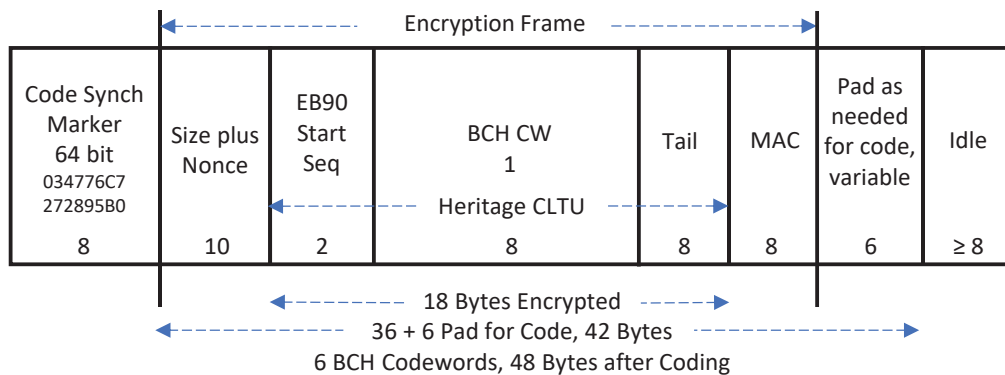 Encryption Frame
Code Synch
Marker
64 bit
034776C7
272895B0
8
Size plus
Nonce
10
EB90
Start
Seq
2
BCH CW
1
8
Tail
8
Heritage CLTU
MAC
8
Pad as
needed
for code,
variable
6
Idle
≥ 8
18 Bytes Encrypted
36 + 6 Pad for Code, 42 Bytes
6 BCH Codewords, 48 Bytes after Coding